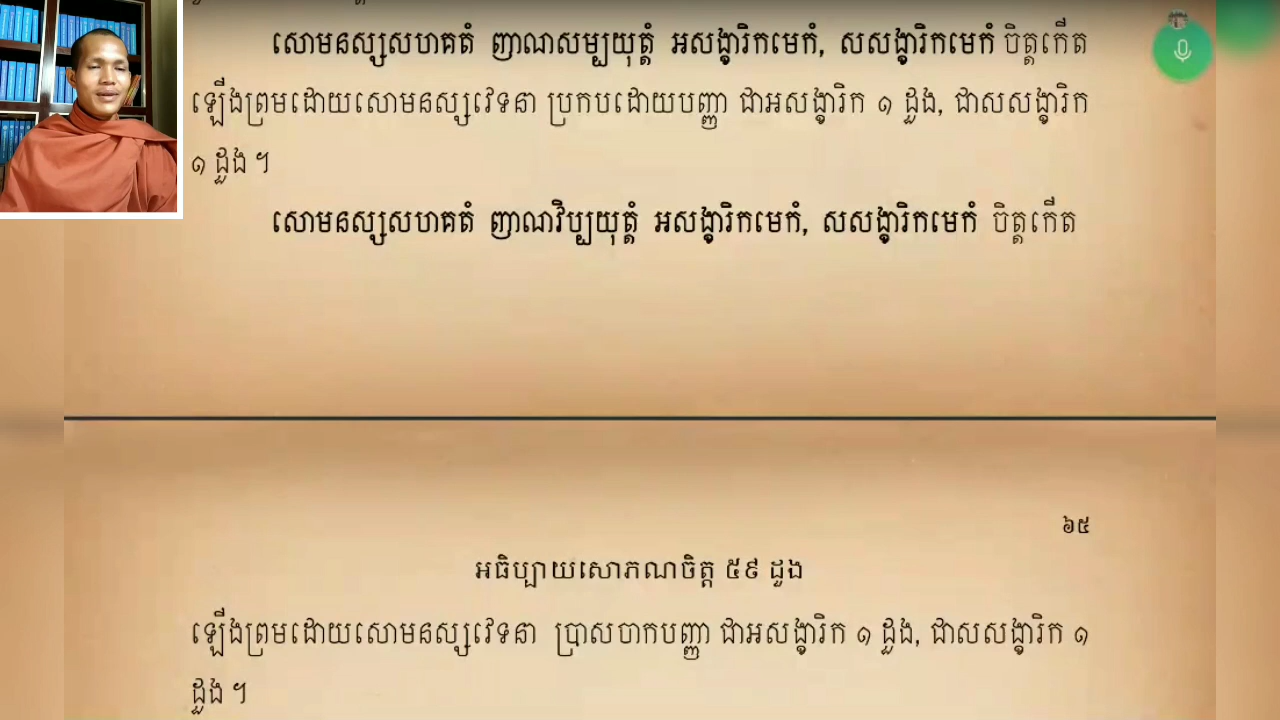 សោមនស្សសហគតំ ញាណសម្បយុត្តំ អសង្ខារិកមេកំ, សសង្ខារិកមេកំ ចិត្តកើត
ឡើងព្រមដោយសោមនស្សវេទនា ប្រកបដោយបញ្ញា ជាអសង្ខារិក ១ ដួង, ជាសសង្ខារិក
១ ដួង ។
សោមនស្សសហគតំ ញាណវិប្បយុត្តំ អសង្ខារិកមេកំ, សសង្ខារិកមេកំ ចិត្តកើត
៦៥
អធិប្បាយសោភណចិត្ត ៥៩ ដួង
ឡើងព្រមដោយសោមនស្សវេទនា ប្រាសចាកបញ្ញា ជាអសង្ខារិក ១ ដួង, ជាសសង្ខារិក ១
ដួង ។